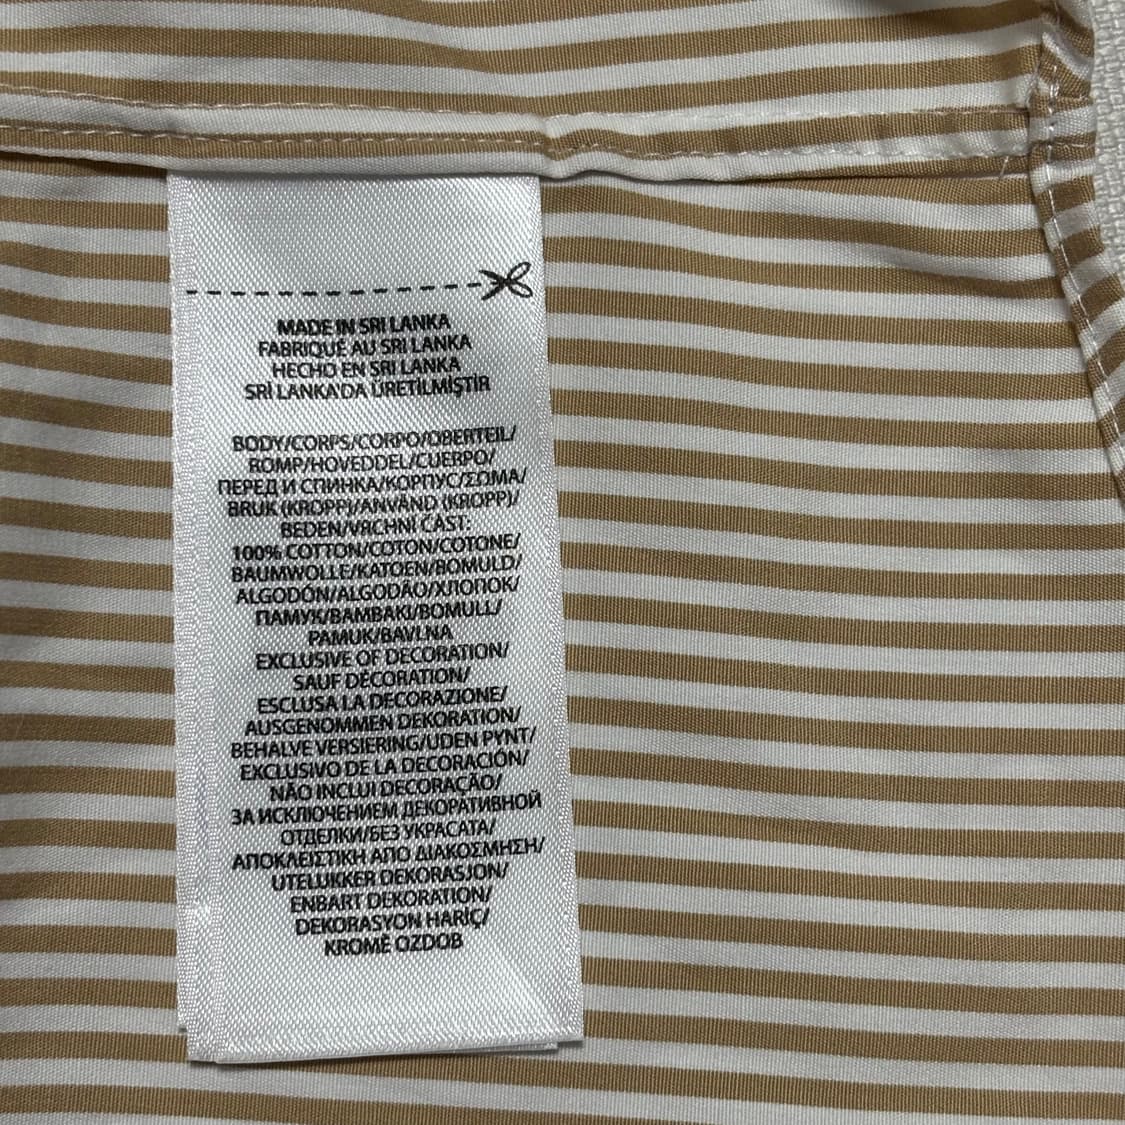 MADE IN SRI LANKA
FABRIQUÉ AU SRI LANKA
HECHO EN SRI LANKA
SRİ LANKA'DA ÜRETİLMİŞTİR
BODY/CORPS/CORPO/OBERTEIL/
ROMP/HOVEDDEL/CUERPO/
ПЕРЕД И СПИНКА/КОРПУС/ΣΩΜΑ/
BRUK (KROPP)/ANVÄND (KROPP)/
BEDEN/VRCHNÍ ČÁST:
100% COTTON/COTON/COTONE/
BAUMWOLLE/KATOEN/BOMULD/
ALGODÓN/ALGODÃO/ХЛОПОК/
ПАМУК/ΒΑΜΒΑΚΙ/BOMULL/
PAMUK/BAVLNA
EXCLUSIVE OF DECORATION/
SAUF DÉCORATION/
ESCLUSA LA DECORAZIONE/
AUSGENOMMEN DEKORATION/
BEHALVE VERSIERING/UDEN PYNT/
EXCLUSIVO DE LA DECORACIÓN/
NÃO INCLUI DECORAÇÃO/
ЗА ИСКЛЮЧЕНИЕМ ДЕКОРАТИВНОЙ
ОТДЕЛКИ/БЕЗ УКРАСАТА/
ΑΠΟΚΛΕΙΣΤΙΚΗ ΑΠΟ ΔΙΑΚΟΣΜΗΣΗ/
UTELUKKER DEKORASJON/
ENBART DEKORATION/
DEKORASYON HARİÇ/
KROMĚ OZDOB